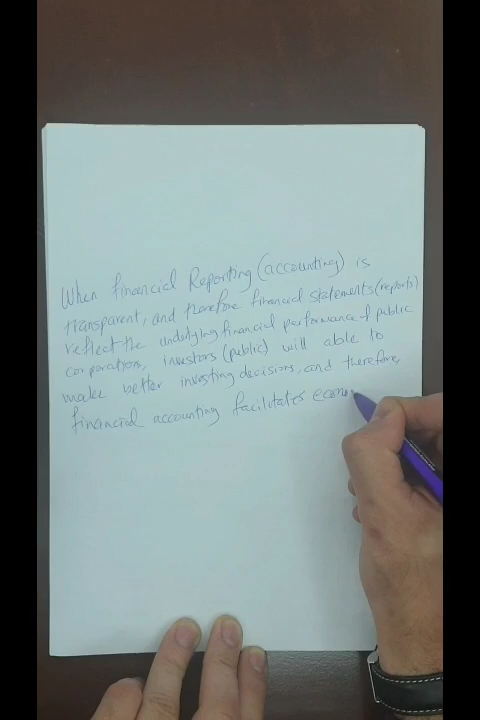 When financial Reporting (accounting) is
transparent, and therefore financial statements (reports)
reflect the underlying financial performance of public
corporations, investors (public) will able to
make better investing decisions, and therefore,
financial accounting facilitates econo